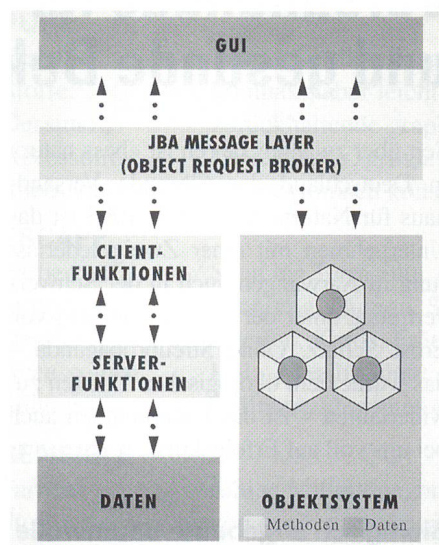 GUI
JBA MESSAGE LAYER
(OBJECT REQUEST BROKER)
CLIENT-
FUNKTIONEN
SERVER-
FUNKTIONEN
DATEN
OBJEKTSYSTEM
Methoden Daten